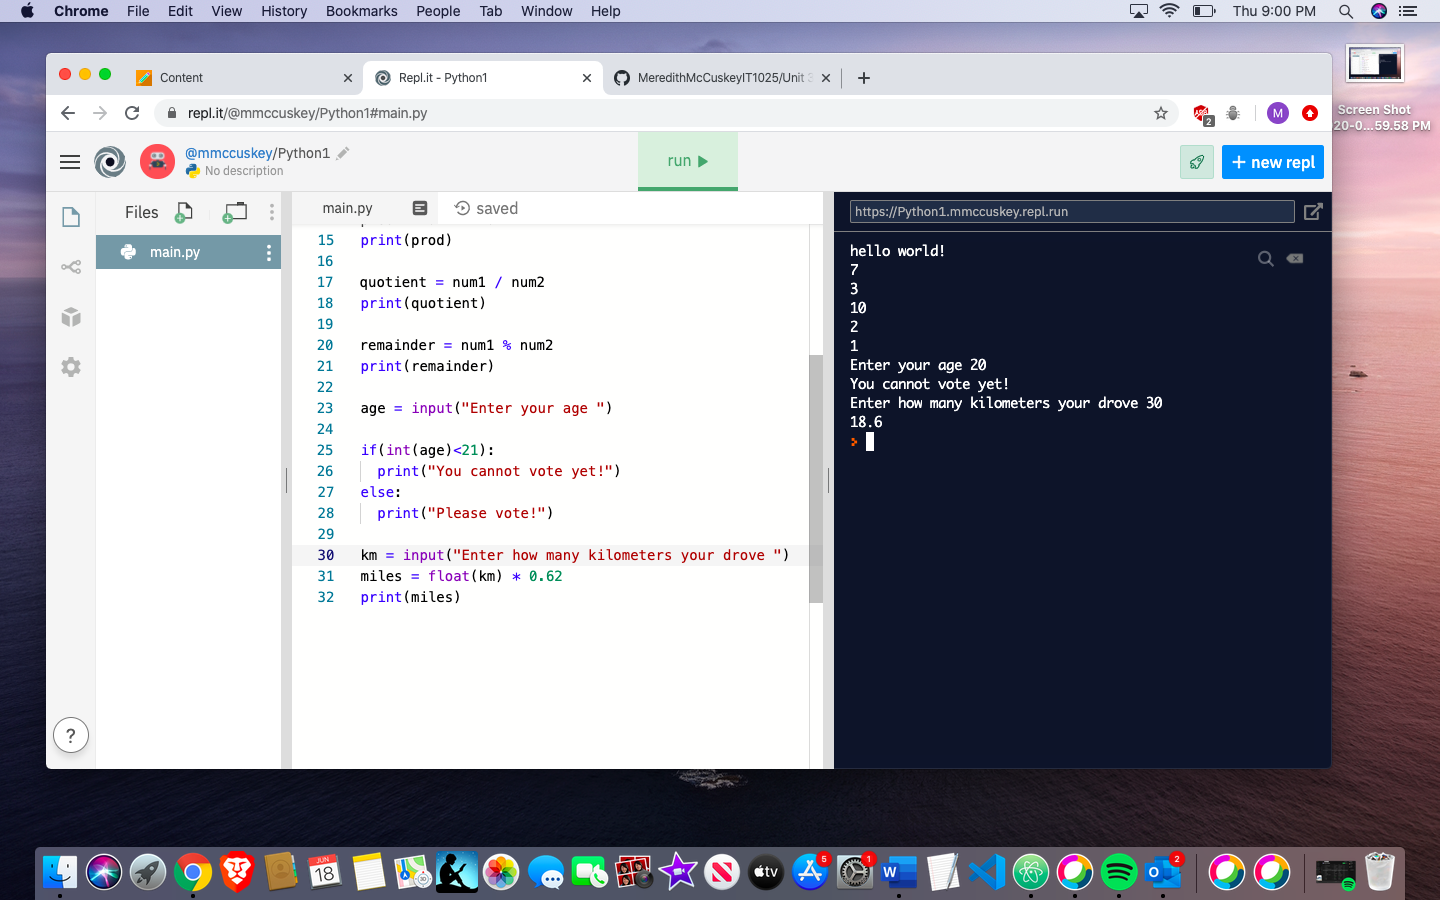 Chrome File Edit View History Bookmarks People Tab Window Help Thu 9:00 PM
Content Repl.it - Python1 MeredithMcCuskeyIT1025/Unit
repl.it/@mmccuskey/Python1#main.py 2 M
Screen Shot
20-0...59.58 PM
@mmccuskey/Python1
No description
run
+ new repl
Files
main.py
main.py saved
15 print(prod)
16
17 quotient = num1 / num2
18 print(quotient)
19
20 remainder = num1 % num2
21 print(remainder)
22
23 age = input("Enter your age ")
24
25 if(int(age)<21):
26 print("You cannot vote yet!")
27 else:
28 print("Please vote!")
29
30 km = input("Enter how many kilometers your drove ")
31 miles = float(km) * 0.62
32 print(miles)
https://Python1.mmccuskey.repl.run
hello world!
7
3
10
2
1
Enter your age 20
You cannot vote yet!
Enter how many kilometers your drove 30
18.6
?
JUN
18
tv
5
1
W
O
2